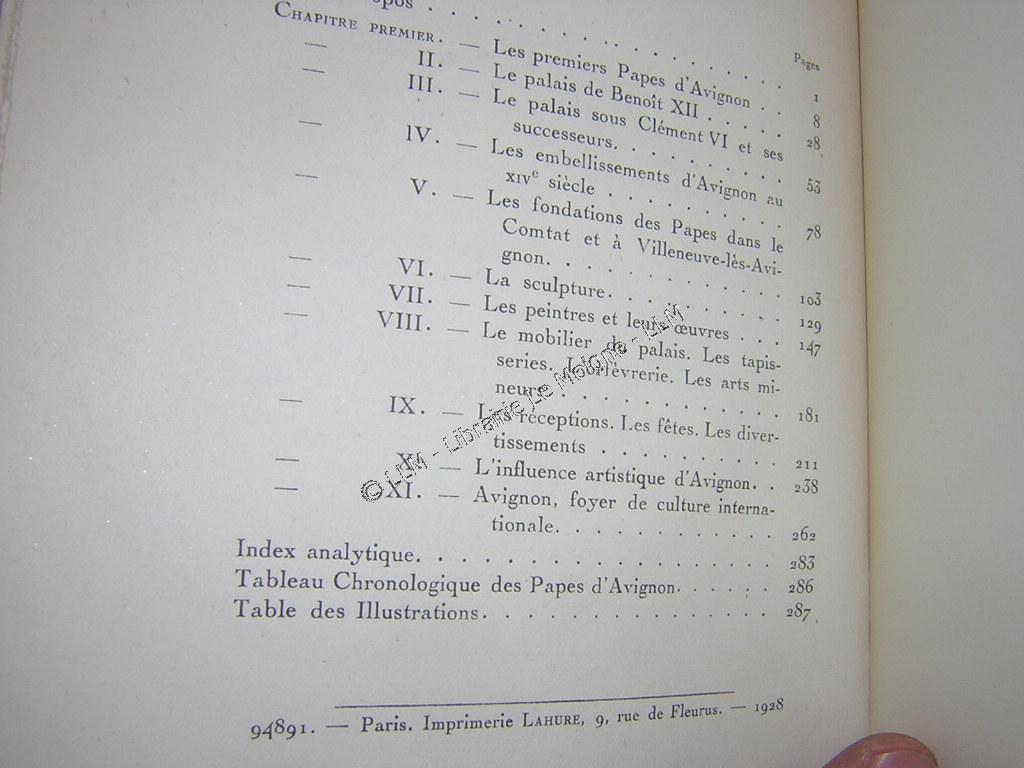 Pages
pos . . . . . . . . . . . . . 1
CHAPITRE PREMIER. — Les premiers Papes d'Avignon . . 8
— II. — Le palais de Benoît XII . . . . . 28
— III. — Le palais sous Clément VI et ses
successeurs. . . . . . . . . 53
— IV. — Les embellissements d'Avignon au
XIVe siècle . . . . . . . . . 78
— V. — Les fondations des Papes dans le
Comtat et à Villeneuve-lès-Avi-
gnon. . . . . . . . . . . . 103
— VI. — La sculpture. . . . . . . . . 129
— VII. — Les peintres et leurs œuvres . . . 147
— VIII. — Le mobilier du palais. Les tapis-
series. L'orfèvrerie. Les arts mi-
neurs . . . . . . . . . . . . 181
— IX. — Les réceptions. Les fêtes. Les diver-
tissements . . . . . . . . . . 211
— X. — L'influence artistique d'Avignon. . 238
— XI. — Avignon, foyer de culture interna-
tionale. . . . . . . . . . . . 262
Index analytique. . . . . . . . . . . . . . . . . 283
Tableau Chronologique des Papes d'Avignon. . . . . . 286
Table des Illustrations. . . . . . . . . . . . . . . 287
94891. — Paris. Imprimerie LAHURE, 9, rue de Fleurus. — 1928
© LLM - Librairie Le Moigne - LLM